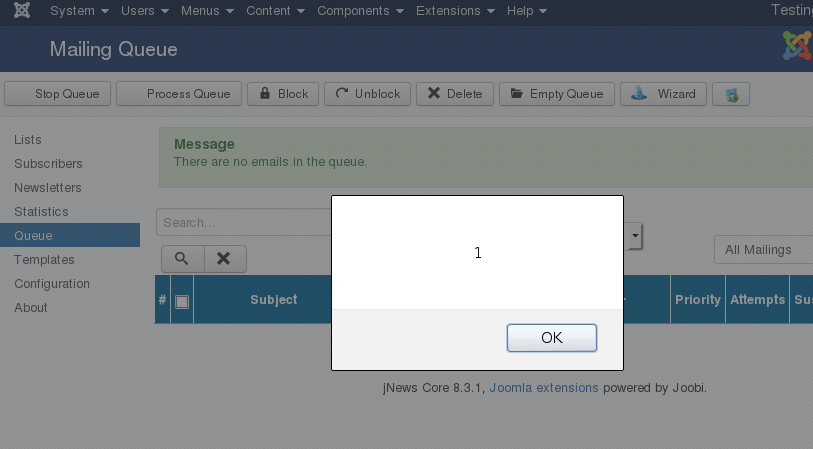 System Users Menus Content Components Extensions Help Testing
Mailing Queue
Stop Queue Process Queue Block Unblock Delete Empty Queue Wizard
Lists
Subscribers
Newsletters
Statistics
Queue
Templates
Configuration
About
Message
There are no emails in the queue.
Search...
All Mailings
# Subject Priority Attempts
1
OK
jNews Core 8.3.1, Joomla extensions powered by Joobi.